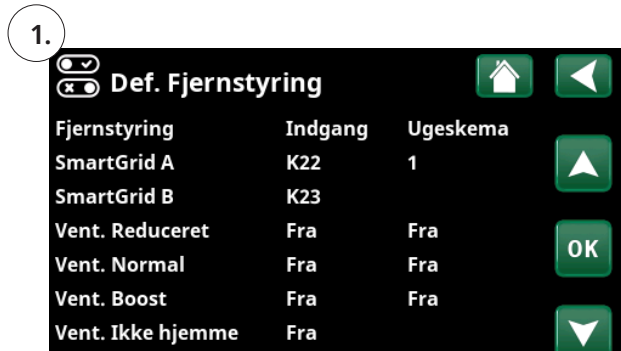 1.
Def. Fjernstyring
Fjernstyring Indgang Ugeskema
SmartGrid A K22 1
SmartGrid B K23
Vent. Reduceret Fra Fra
Vent. Normal Fra Fra
OK
Vent. Boost Fra Fra
Vent. Ikke hjemme Fra